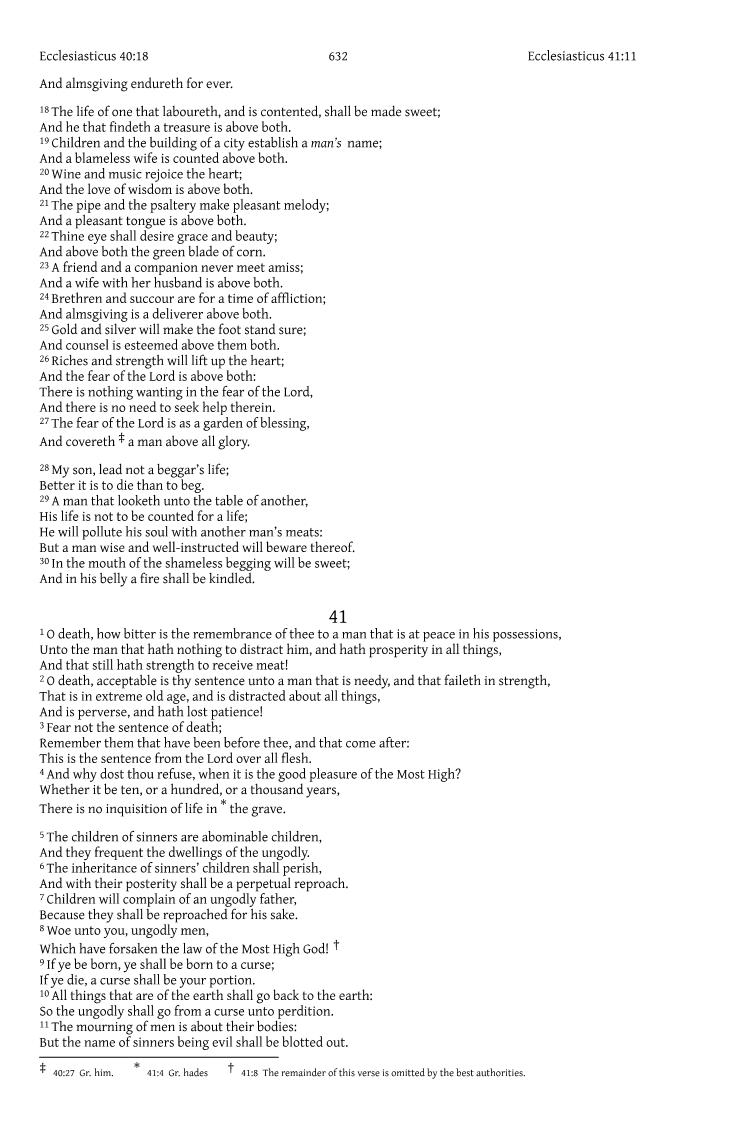 Ecclesiasticus 40:18 632 Ecclesiasticus 41:11
And almsgiving endureth for ever.
18 The life of one that laboureth, and is contented, shall be made sweet;
And he that findeth a treasure is above both.
19 Children and the building of a city establish a man’s name;
And a blameless wife is counted above both.
20 Wine and music rejoice the heart;
And the love of wisdom is above both.
21 The pipe and the psaltery make pleasant melody;
And a pleasant tongue is above both.
22 Thine eye shall desire grace and beauty;
And above both the green blade of corn.
23 A friend and a companion never meet amiss;
And a wife with her husband is above both.
24 Brethren and succour are for a time of affliction;
And almsgiving is a deliverer above both.
25 Gold and silver will make the foot stand sure;
And counsel is esteemed above them both.
26 Riches and strength will lift up the heart;
And the fear of the Lord is above both:
There is nothing wanting in the fear of the Lord,
And there is no need to seek help therein.
27 The fear of the Lord is as a garden of blessing,
And covereth ‡ a man above all glory.
28 My son, lead not a beggar’s life;
Better it is to die than to beg.
29 A man that looketh unto the table of another,
His life is not to be counted for a life;
He will pollute his soul with another man’s meats:
But a man wise and well-instructed will beware thereof.
30 In the mouth of the shameless begging will be sweet;
And in his belly a fire shall be kindled.
41
1 O death, how bitter is the remembrance of thee to a man that is at peace in his possessions,
Unto the man that hath nothing to distract him, and hath prosperity in all things,
And that still hath strength to receive meat!
2 O death, acceptable is thy sentence unto a man that is needy, and that faileth in strength,
That is in extreme old age, and is distracted about all things,
And is perverse, and hath lost patience!
3 Fear not the sentence of death;
Remember them that have been before thee, and that come after:
This is the sentence from the Lord over all flesh.
4 And why dost thou refuse, when it is the good pleasure of the Most High?
Whether it be ten, or a hundred, or a thousand years,
There is no inquisition of life in * the grave.
5 The children of sinners are abominable children,
And they frequent the dwellings of the ungodly.
6 The inheritance of sinners’ children shall perish,
And with their posterity shall be a perpetual reproach.
7 Children will complain of an ungodly father,
Because they shall be reproached for his sake.
8 Woe unto you, ungodly men,
Which have forsaken the law of the Most High God! †
9 If ye be born, ye shall be born to a curse;
If ye die, a curse shall be your portion.
10 All things that are of the earth shall go back to the earth:
So the ungodly shall go from a curse unto perdition.
11 The mourning of men is about their bodies:
But the name of sinners being evil shall be blotted out.
‡ 40:27 Gr. him. * 41:4 Gr. hades † 41:8 The remainder of this verse is omitted by the best authorities.